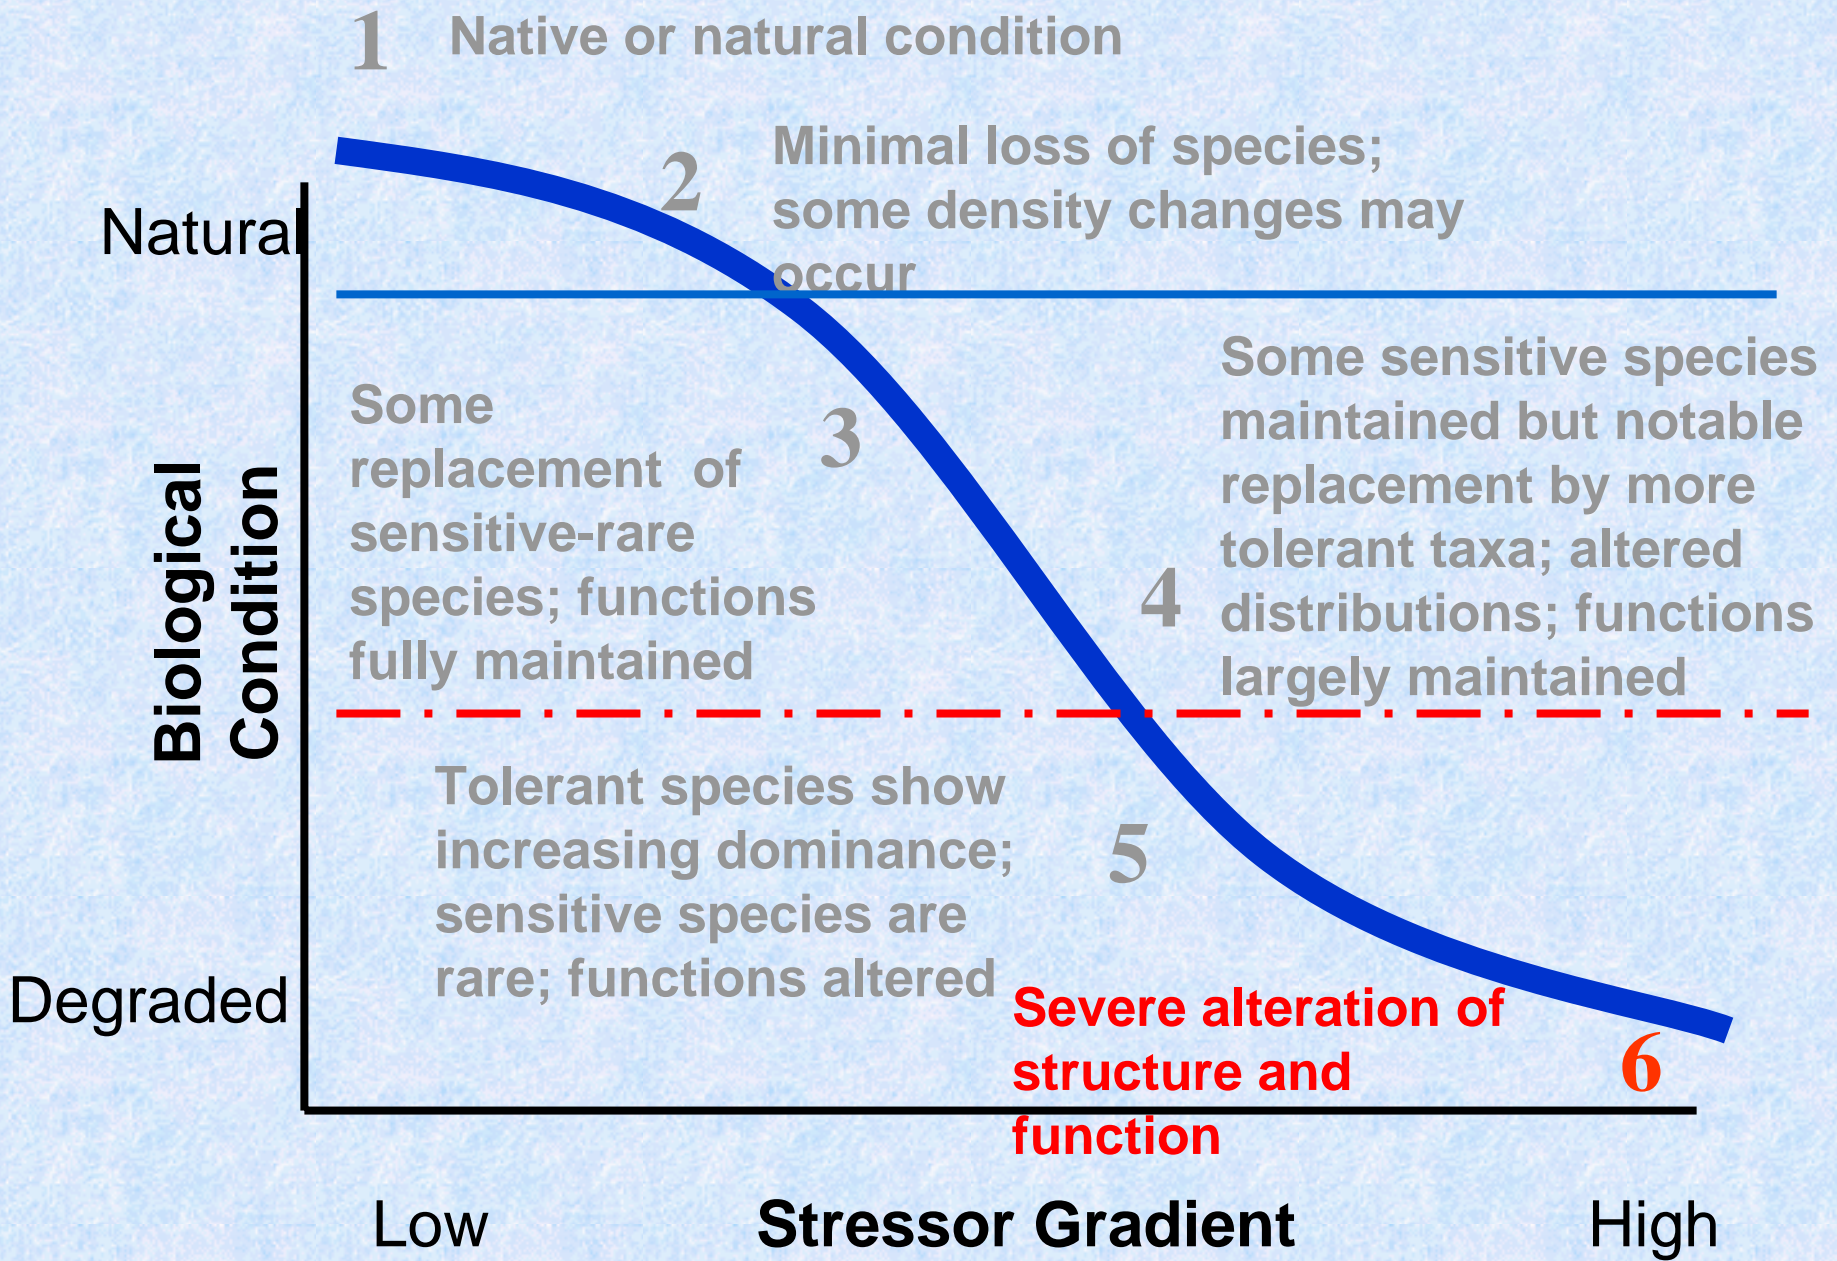 1 Native or natural condition
2 Minimal loss of species;
some density changes may
occur
Natural
Some
replacement of
sensitive-rare
species; functions
fully maintained
3
Some sensitive species
maintained but notable
replacement by more
tolerant taxa; altered
distributions; functions
largely maintained
4
Biological
Condition
Tolerant species show
increasing dominance;
sensitive species are
rare; functions altered
5
Degraded
Severe alteration of
structure and
function
6
Low Stressor Gradient High